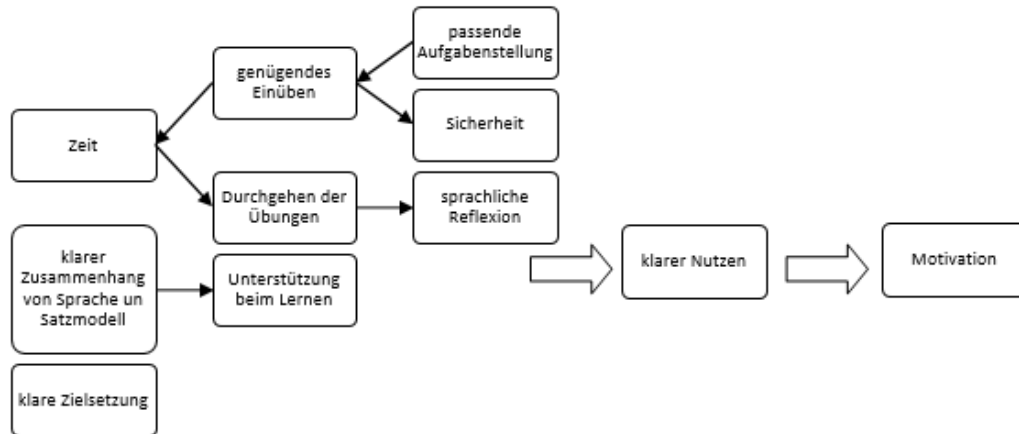 passende
Aufgabenstellung
genügendes
Einüben
Sicherheit
Zeit
Durchgehen der
Übungen
sprachliche
Reflexion
klarer
Zusammenhang
von Sprache un
Satzmodell
Unterstützung
beim Lernen
klarer Nutzen
Motivation
klare Zielsetzung